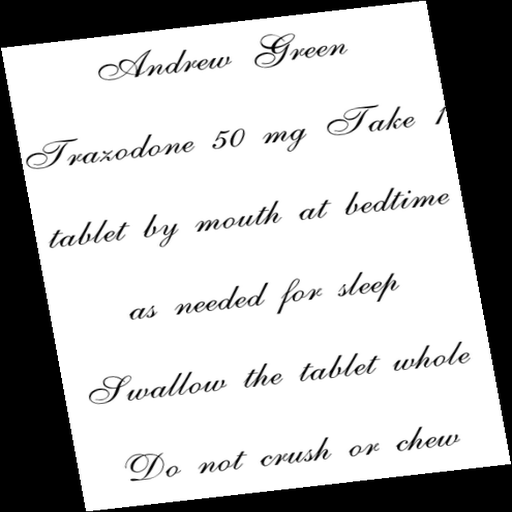 Andrew Green
Trazodone 50 mg Take 1
tablet by mouth at bedtime
as needed for sleep
Swallow the tablet whole
Do not crush or chew